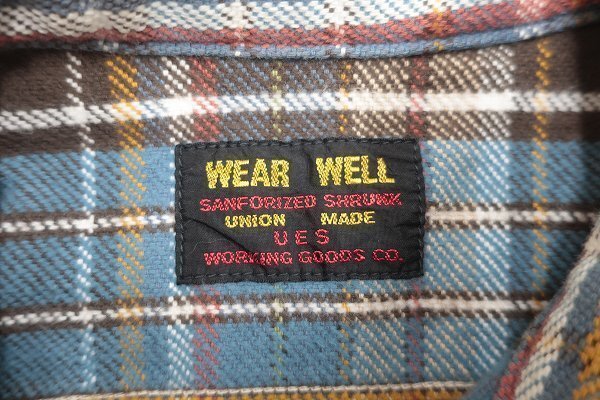 WEAR WELL
SANFORIZED SHRUNK
UNION MADE
UES
WORKING GOODS CO.